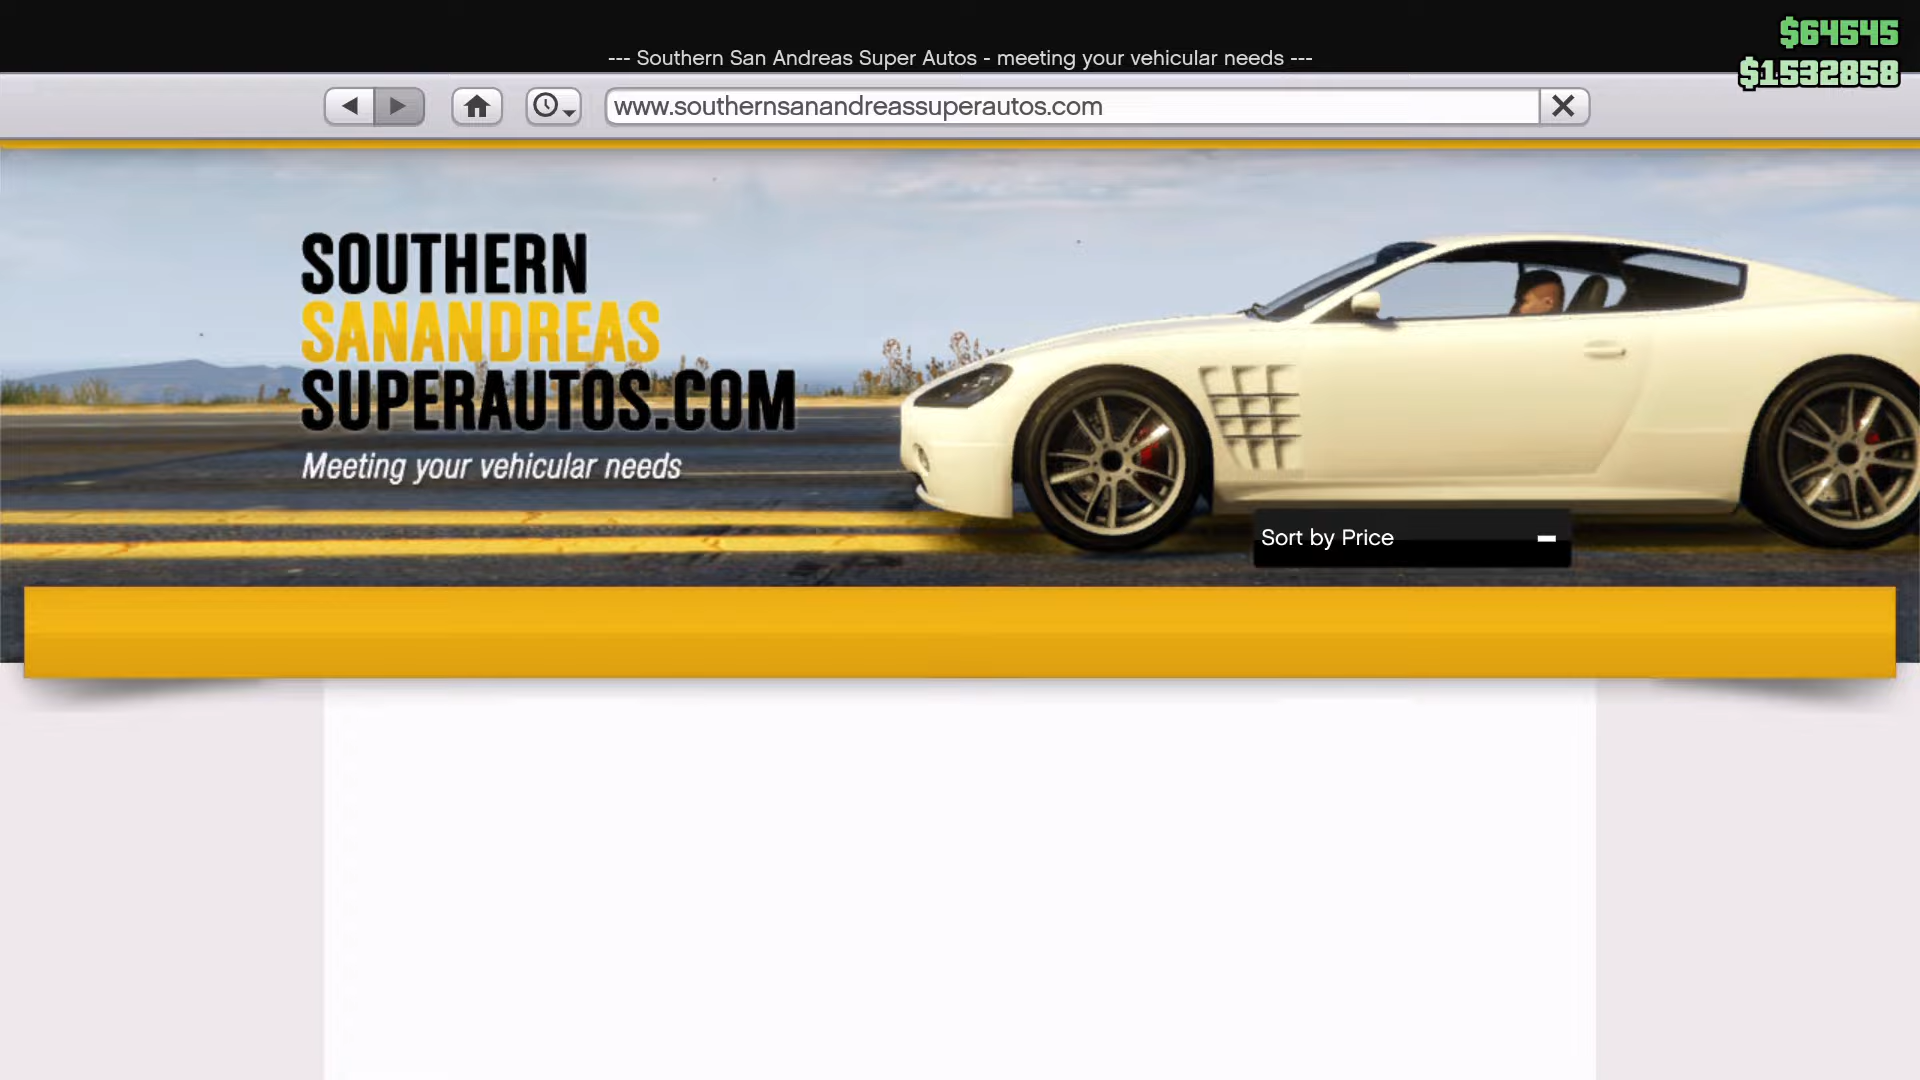 $64545
--- Southern San Andreas Super Autos - meeting your vehicular needs ---
$1532858
www.southernsanandreassuperautos.com
SOUTHERN
SANANDREAS
SUPERAUTOS.COM
Meeting your vehicular needs
Sort by Price